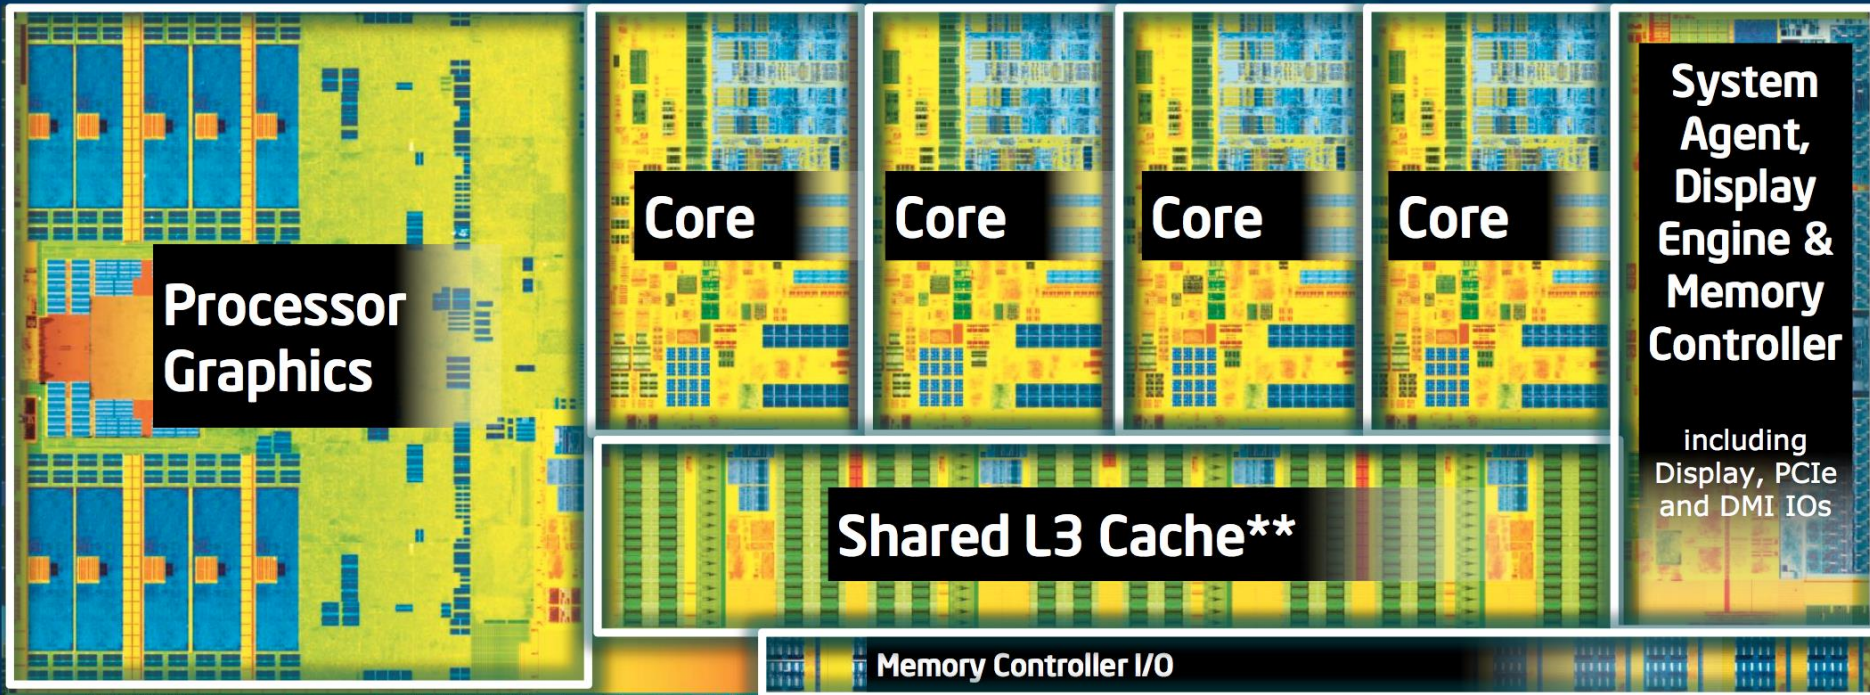 Processor
Graphics
Core
Core
Core
Core
System
Agent,
Display
Engine &
Memory
Controller
including
Display, PCIe
and DMI IOs
Shared L3 Cache**
Memory Controller I/O